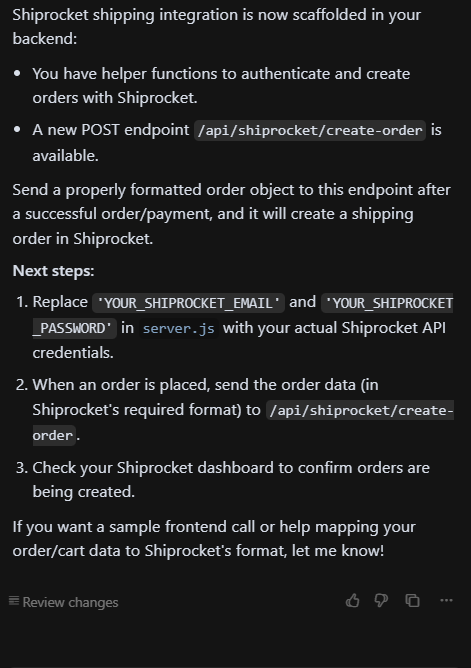 Shiprocket shipping integration is now scaffolded in your
backend:
• You have helper functions to authenticate and create
orders with Shiprocket.
• A new POST endpoint /api/shiprocket/create-order is
available.
Send a properly formatted order object to this endpoint after
a successful order/payment, and it will create a shipping
order in Shiprocket.
Next steps:
1. Replace 'YOUR_SHIPROCKET_EMAIL' and 'YOUR_SHIPROCKET
_PASSWORD' in server.js with your actual Shiprocket API
credentials.
2. When an order is placed, send the order data (in
Shiprocket's required format) to /api/shiprocket/create-
order.
3. Check your Shiprocket dashboard to confirm orders are
being created.
If you want a sample frontend call or help mapping your
order/cart data to Shiprocket's format, let me know!
Review changes